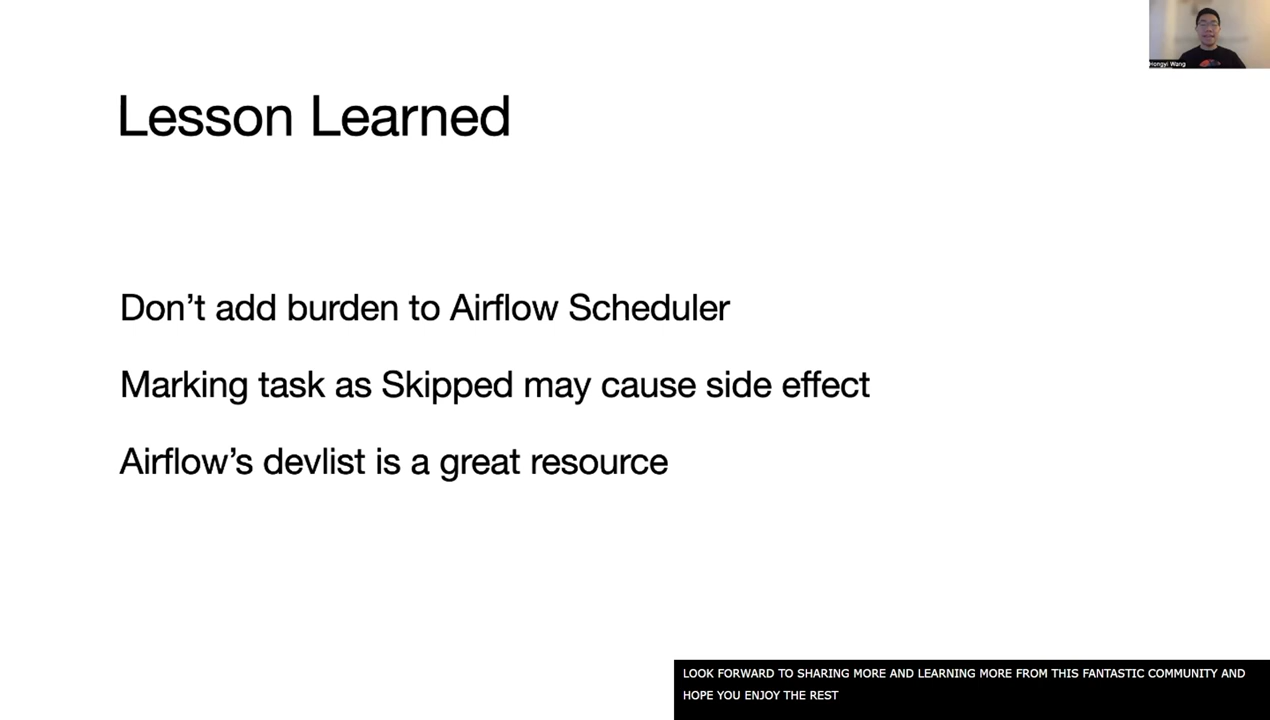 Hongyi Wang
Lesson Learned
Don’t add burden to Airflow Scheduler
Marking task as Skipped may cause side effect
Airflow’s devlist is a great resource
LOOK FORWARD TO SHARING MORE AND LEARNING MORE FROM THIS FANTASTIC COMMUNITY AND
HOPE YOU ENJOY THE REST